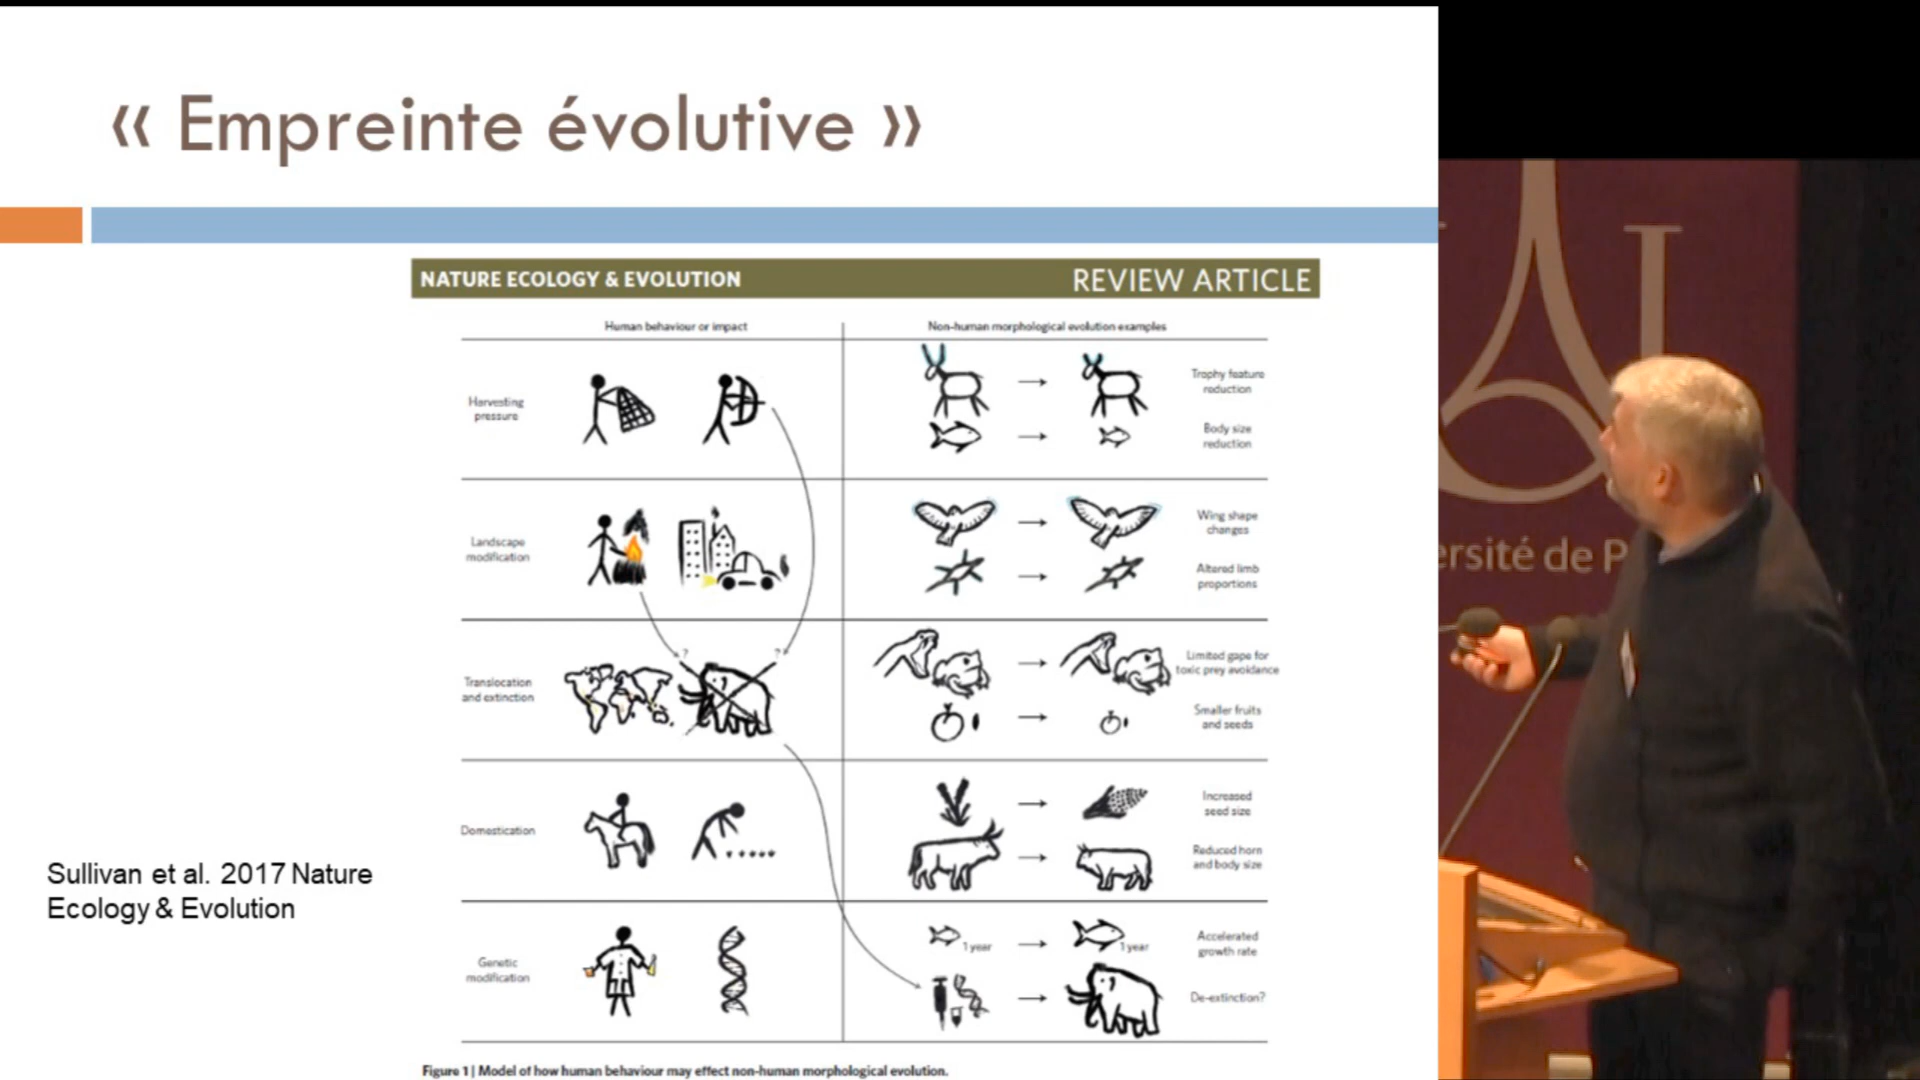 « Empreinte évolutive »
NATURE ECOLOGY & EVOLUTION
REVIEW ARTICLE
Human behaviour or impact
Non-human morphological evolution examples
Harvesting
pressure
Trophy feature
reduction
Body size
reduction
Landscape
modification
Wing shape
changes
Altered limb
proportions
Translocation
and extinction
?
?
Limited gape for
toxic prey avoidance
Smaller fruits
and seeds
Domestication
Increased
seed size
Reduced horn
and body size
Genetic
modification
1 year
1 year
Accelerated
growth rate
De-extinction?
Figure 1 | Model of how human behaviour may effect non-human morphological evolution.
Sullivan et al. 2017 Nature
Ecology & Evolution
ersité de P